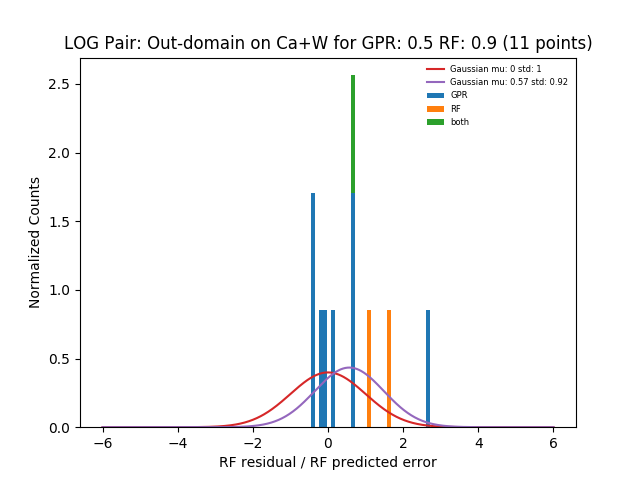 LOG Pair: Out-domain on Ca+W for GPR: 0.5 RF: 0.9 (11 points)
Gaussian mu: 0 std: 1
Gaussian mu: 0.57 std: 0.92
GPR
RF
both
Normalized Counts
2.5
2.0
1.5
1.0
0.5
0.0
−6
−4
−2
0
2
4
6
RF residual / RF predicted error